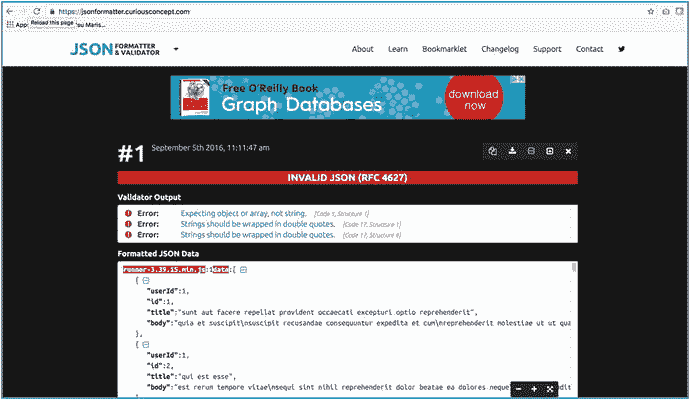 https://jsonformatter.curiousconcept.com
Reload this page
JSON FORMATTER & VALIDATOR
About Learn Bookmarklet Changelog Support Contact
Free O'Reilly Book
Graph Databases
download now
#1 September 5th 2016, 11:11:47 am
INVALID JSON (RFC 4627)
Validator Output
Error: Expecting object or array, not string. [Code 1, Structure 1]
Error: Strings should be wrapped in double quotes. [Code 17, Structure 1]
Error: Strings should be wrapped in double quotes. [Code 17, Structure 4]
Formatted JSON Data
runner-3.39.15.min.js:1data:[
{
"userId":1,
"id":1,
"title":"sunt aut facere repellat provident occaecati excepturi optio reprehenderit",
"body":"quia et suscipit\nsuscipit recusandae consequuntur expedita et cum\nreprehenderit molestiae ut ut qua
},
{
"userId":1,
"id":2,
"title":"qui est esse",
"body":"est rerum tempore vitae\nsequi sint nihil reprehenderit dolor beatae ea dolores neque
},